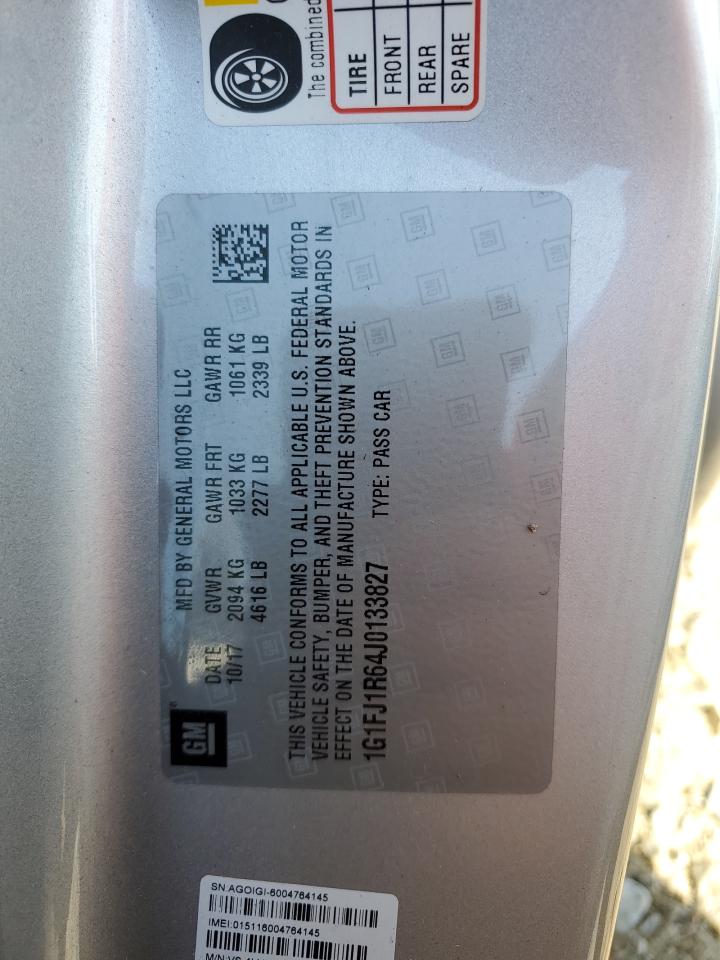 The combined
TIRE
FRONT
REAR
SPARE
MFD BY GENERAL MOTORS LLC
DATE GVWR GAWR FRT GAWR RR
10/17 2094 KG 1033 KG 1061 KG
4616 LB 2277 LB 2339 LB
THIS VEHICLE CONFORMS TO ALL APPLICABLE U.S. FEDERAL MOTOR
VEHICLE SAFETY, BUMPER, AND THEFT PREVENTION STANDARDS IN
EFFECT ON THE DATE OF MANUFACTURE SHOWN ABOVE.
1G1FJ1R64J0133827 TYPE: PASS CAR
GM
SN:AGOIGI-6004764145
IMEI:015116004764145